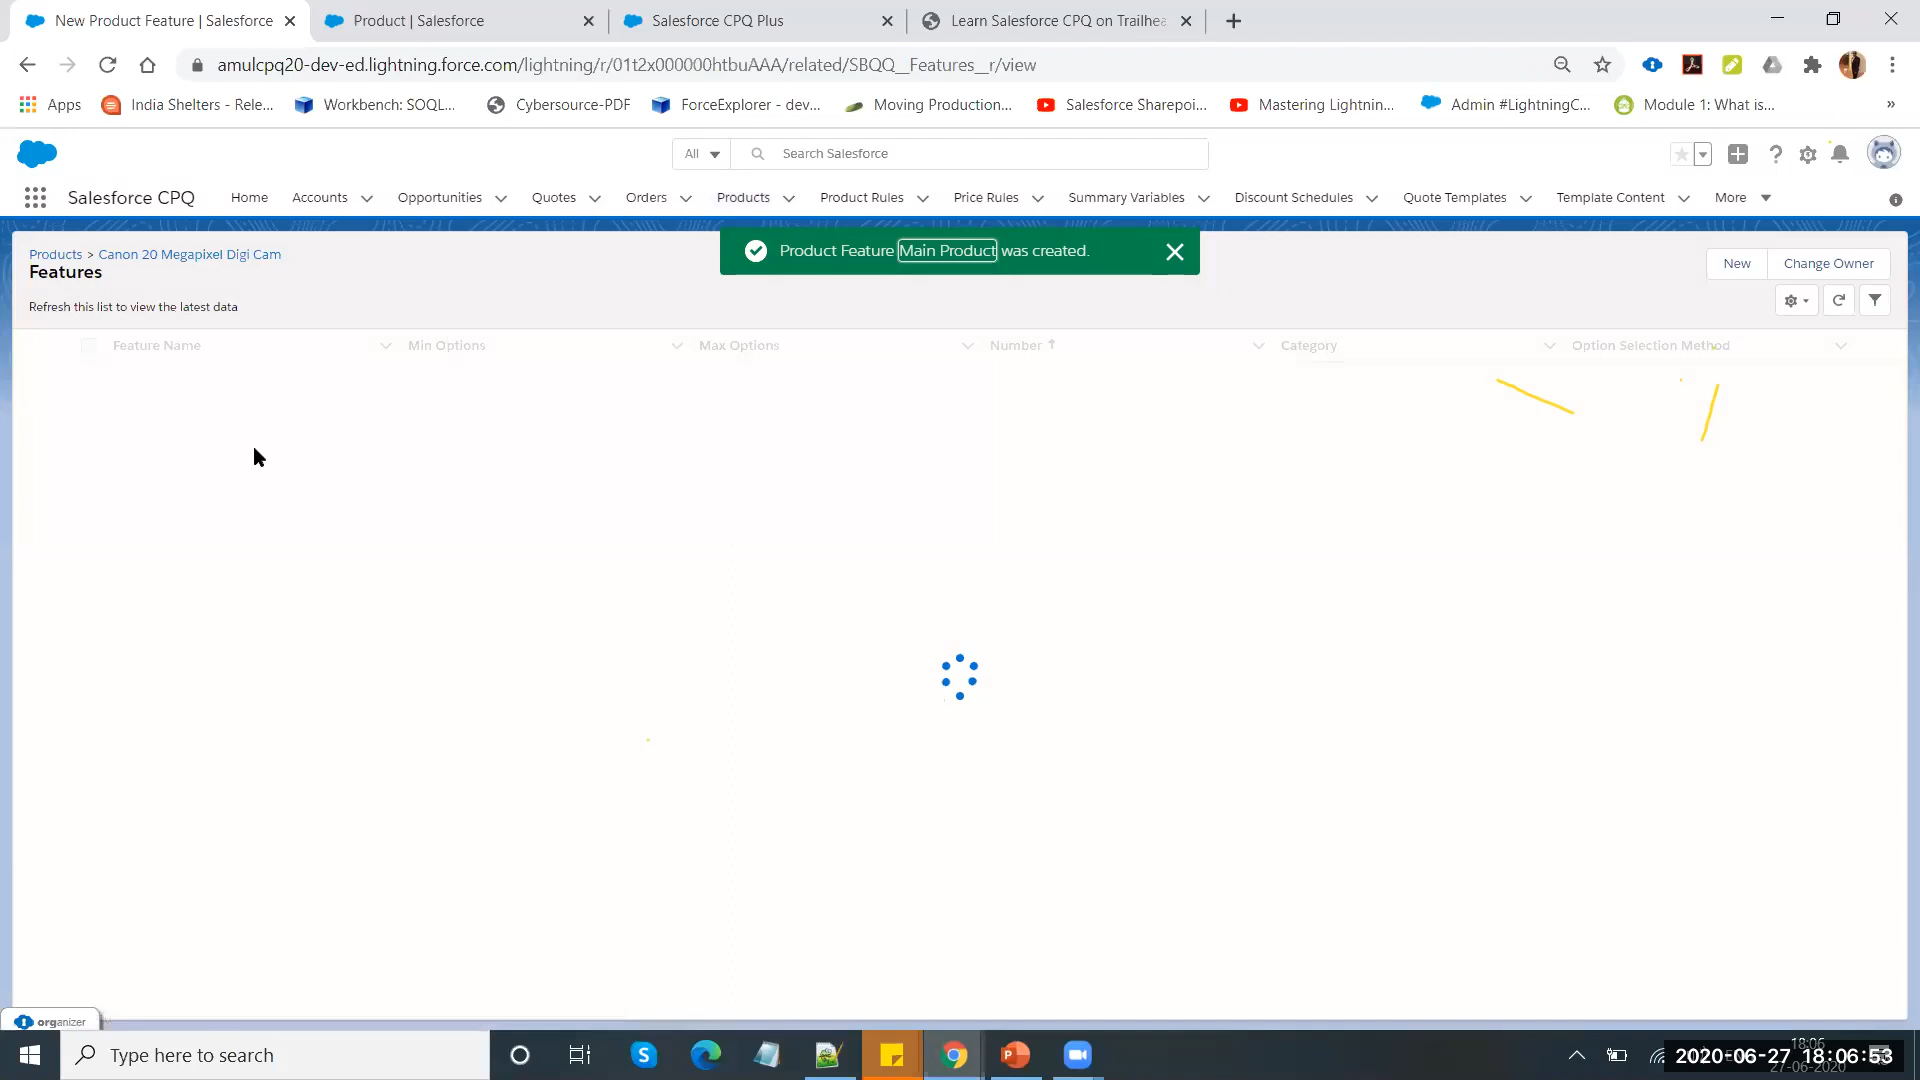 New Product Feature | Salesforce
Product | Salesforce
Salesforce CPQ Plus
Learn Salesforce CPQ on Trailhea
amulcpq20-dev-ed.lightning.force.com/lightning/r/01t2x000000htbuAAA/related/SBQQ__Features__r/view
Apps
India Shelters - Rele...
Workbench: SOQL...
Cybersource-PDF
ForceExplorer - dev...
Moving Production...
Salesforce Sharepoi...
Mastering Lightnin...
Admin #LightningC...
Module 1: What is...
»
All
Search Salesforce
Salesforce CPQ
Home
Accounts
Opportunities
Quotes
Orders
Products
Product Rules
Price Rules
Summary Variables
Discount Schedules
Quote Templates
Template Content
More
Products > Canon 20 Megapixel Digi Cam
Features
Product Feature Main Product was created.
New
Change Owner
Refresh this list to view the latest data
Feature Name
Min Options
Max Options
Number ↑
Category
Option Selection Method
organizer
Type here to search
18:06
2020-06-27 18:06:53
27-06-2020